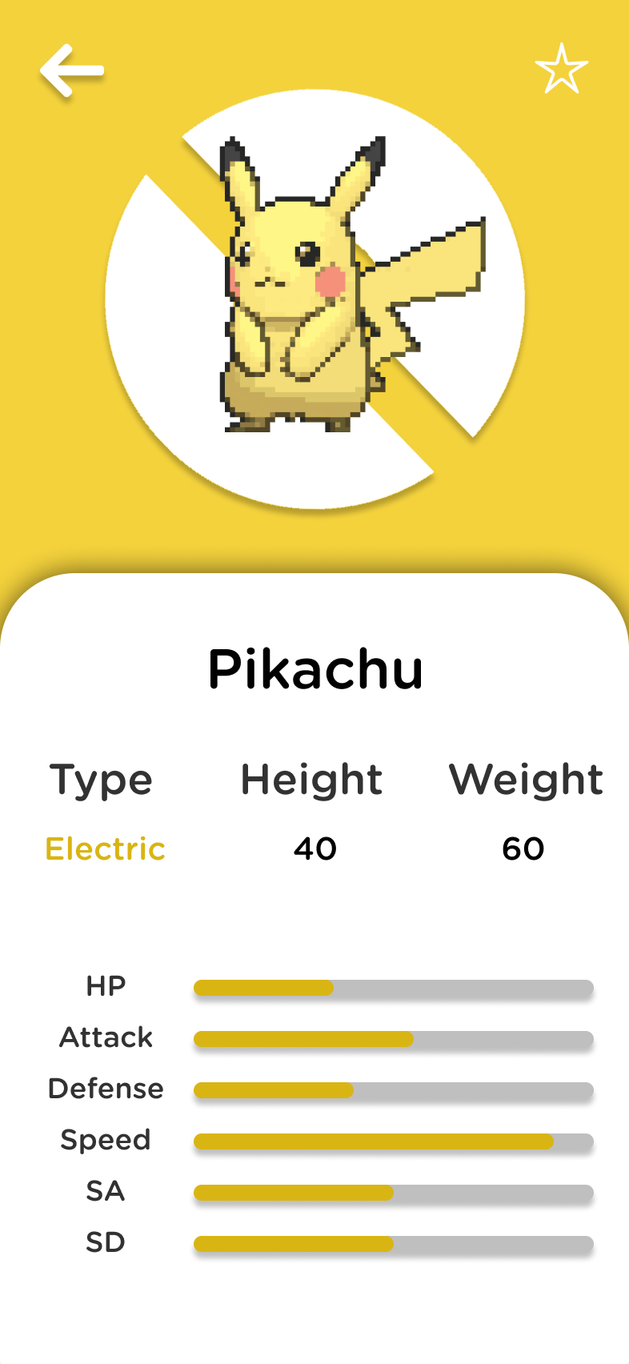 Pikachu
Type Height Weight
Electric 40 60
HP
Attack
Defense
Speed
SA
SD